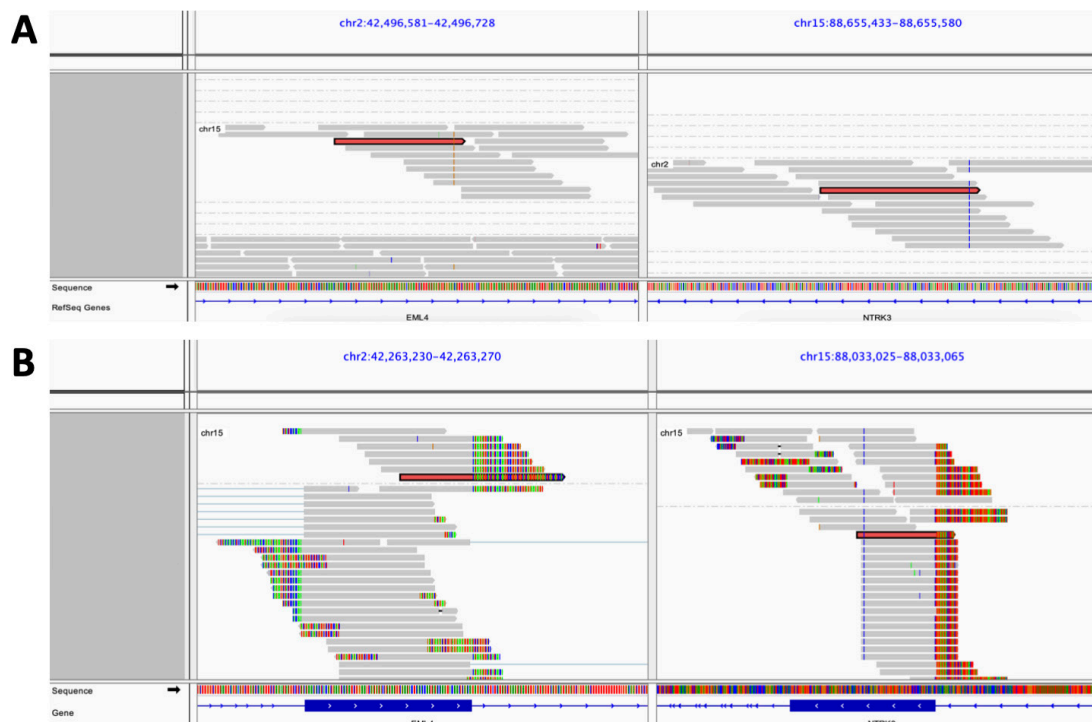 A
chr2:42,496,581-42,496,728
chr15:88,655,433-88,655,580
chr15
chr2
Sequence
RefSeq Genes
EML4
NTRK3
B
chr2:42,263,230-42,263,270
chr15:88,033,025-88,033,065
chr15
chr15
Sequence
Gene